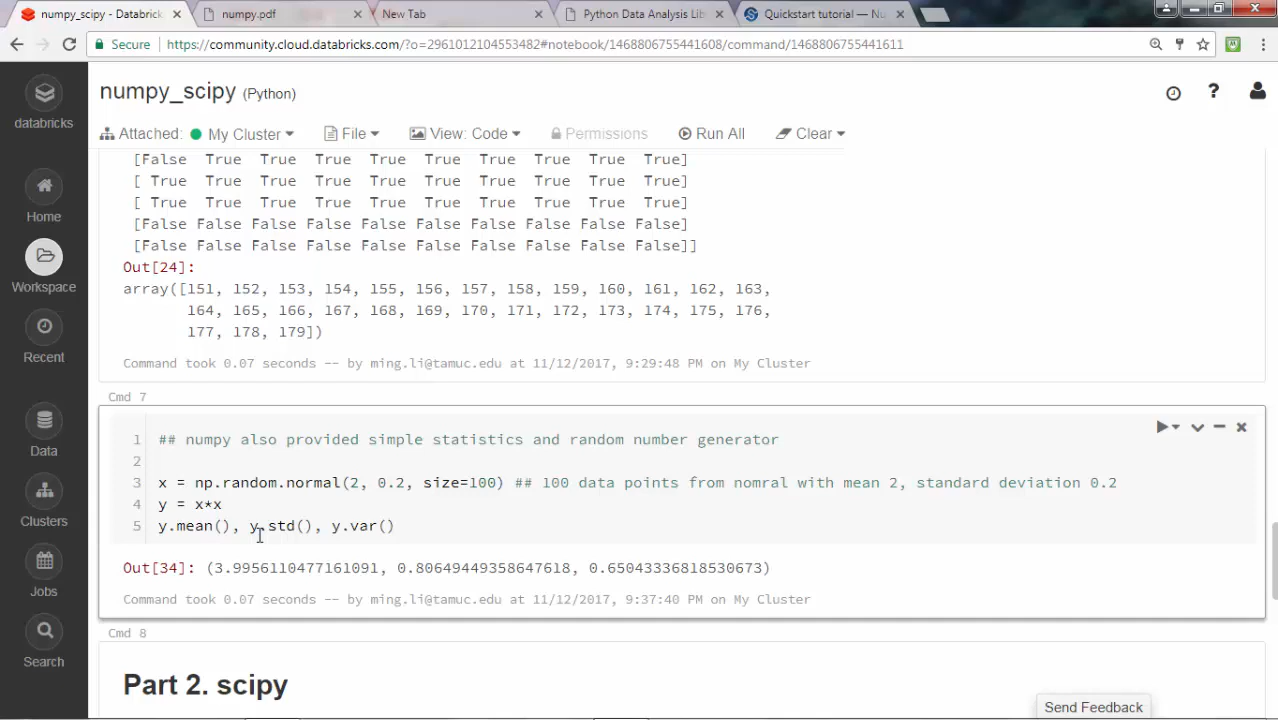 numpy_scipy - Databrick
numpy.pdf
New Tab
Python Data Analysis Lib
Quickstart tutorial — Nu
Secure
https://community.cloud.databricks.com/?o=2961012104553482#notebook/1468806755441608/command/1468806755441611
databricks
Home
Workspace
Recent
Data
Clusters
Jobs
Search
numpy_scipy (Python)
Attached: My Cluster File View: Code Permissions Run All Clear
[False True True True True True True True True True]
[ True True True True True True True True True True]
[ True True True True True True True True True True]
[False False False False False False False False False False]
[False False False False False False False False False False]]
Out[24]:
array([151, 152, 153, 154, 155, 156, 157, 158, 159, 160, 161, 162, 163,
164, 165, 166, 167, 168, 169, 170, 171, 172, 173, 174, 175, 176,
177, 178, 179])
Command took 0.07 seconds -- by ming.li@tamuc.edu at 11/12/2017, 9:29:48 PM on My Cluster
Cmd 7
1 ## numpy also provided simple statistics and random number generator
2
3 x = np.random.normal(2, 0.2, size=100) ## 100 data points from nomral with mean 2, standard deviation 0.2
4 y = x*x
5 y.mean(), y.std(), y.var()
Out[34]: (3.9956110477161091, 0.80649449358647618, 0.65043336818530673)
Command took 0.07 seconds -- by ming.li@tamuc.edu at 11/12/2017, 9:37:40 PM on My Cluster
Cmd 8
Part 2. scipy
Send Feedback